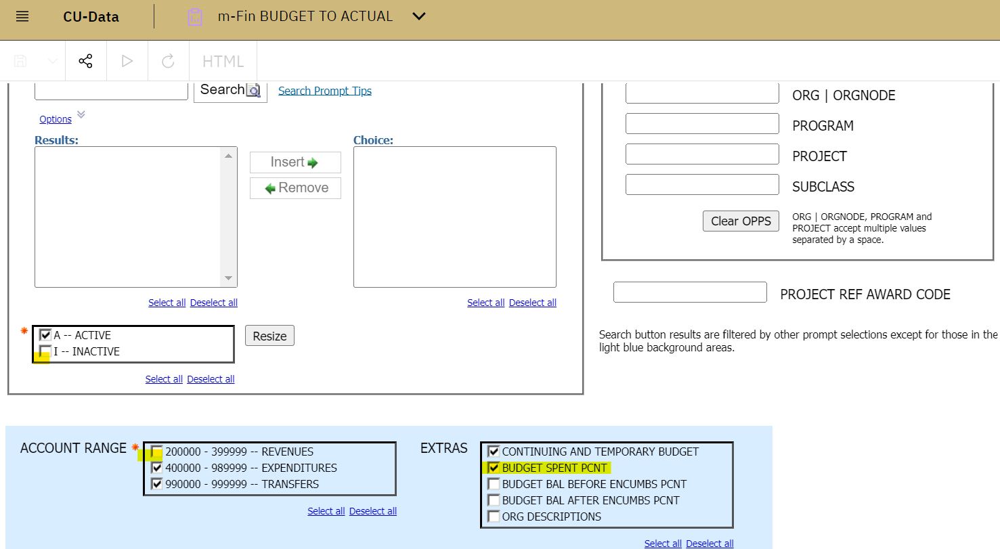 CU-Data
m-Fin BUDGET TO ACTUAL
HTML
Search
Search Prompt Tips
Options
Results:
Insert
Remove
Choice:
Select all Deselect all
Select all Deselect all
A -- ACTIVE
I -- INACTIVE
Resize
Select all Deselect all
ORG | ORGNODE
PROGRAM
PROJECT
SUBCLASS
Clear OPPS
ORG | ORGNODE, PROGRAM and
PROJECT accept multiple values
separated by a space.
PROJECT REF AWARD CODE
Search button results are filtered by other prompt selections except for those in the
light blue background areas.
ACCOUNT RANGE *
200000 - 399999 -- REVENUES
400000 - 989999 -- EXPENDITURES
990000 - 999999 -- TRANSFERS
Select all Deselect all
EXTRAS
CONTINUING AND TEMPORARY BUDGET
BUDGET SPENT PCNT
BUDGET BAL BEFORE ENCUMBS PCNT
BUDGET BAL AFTER ENCUMBS PCNT
ORG DESCRIPTIONS
Select all Deselect all